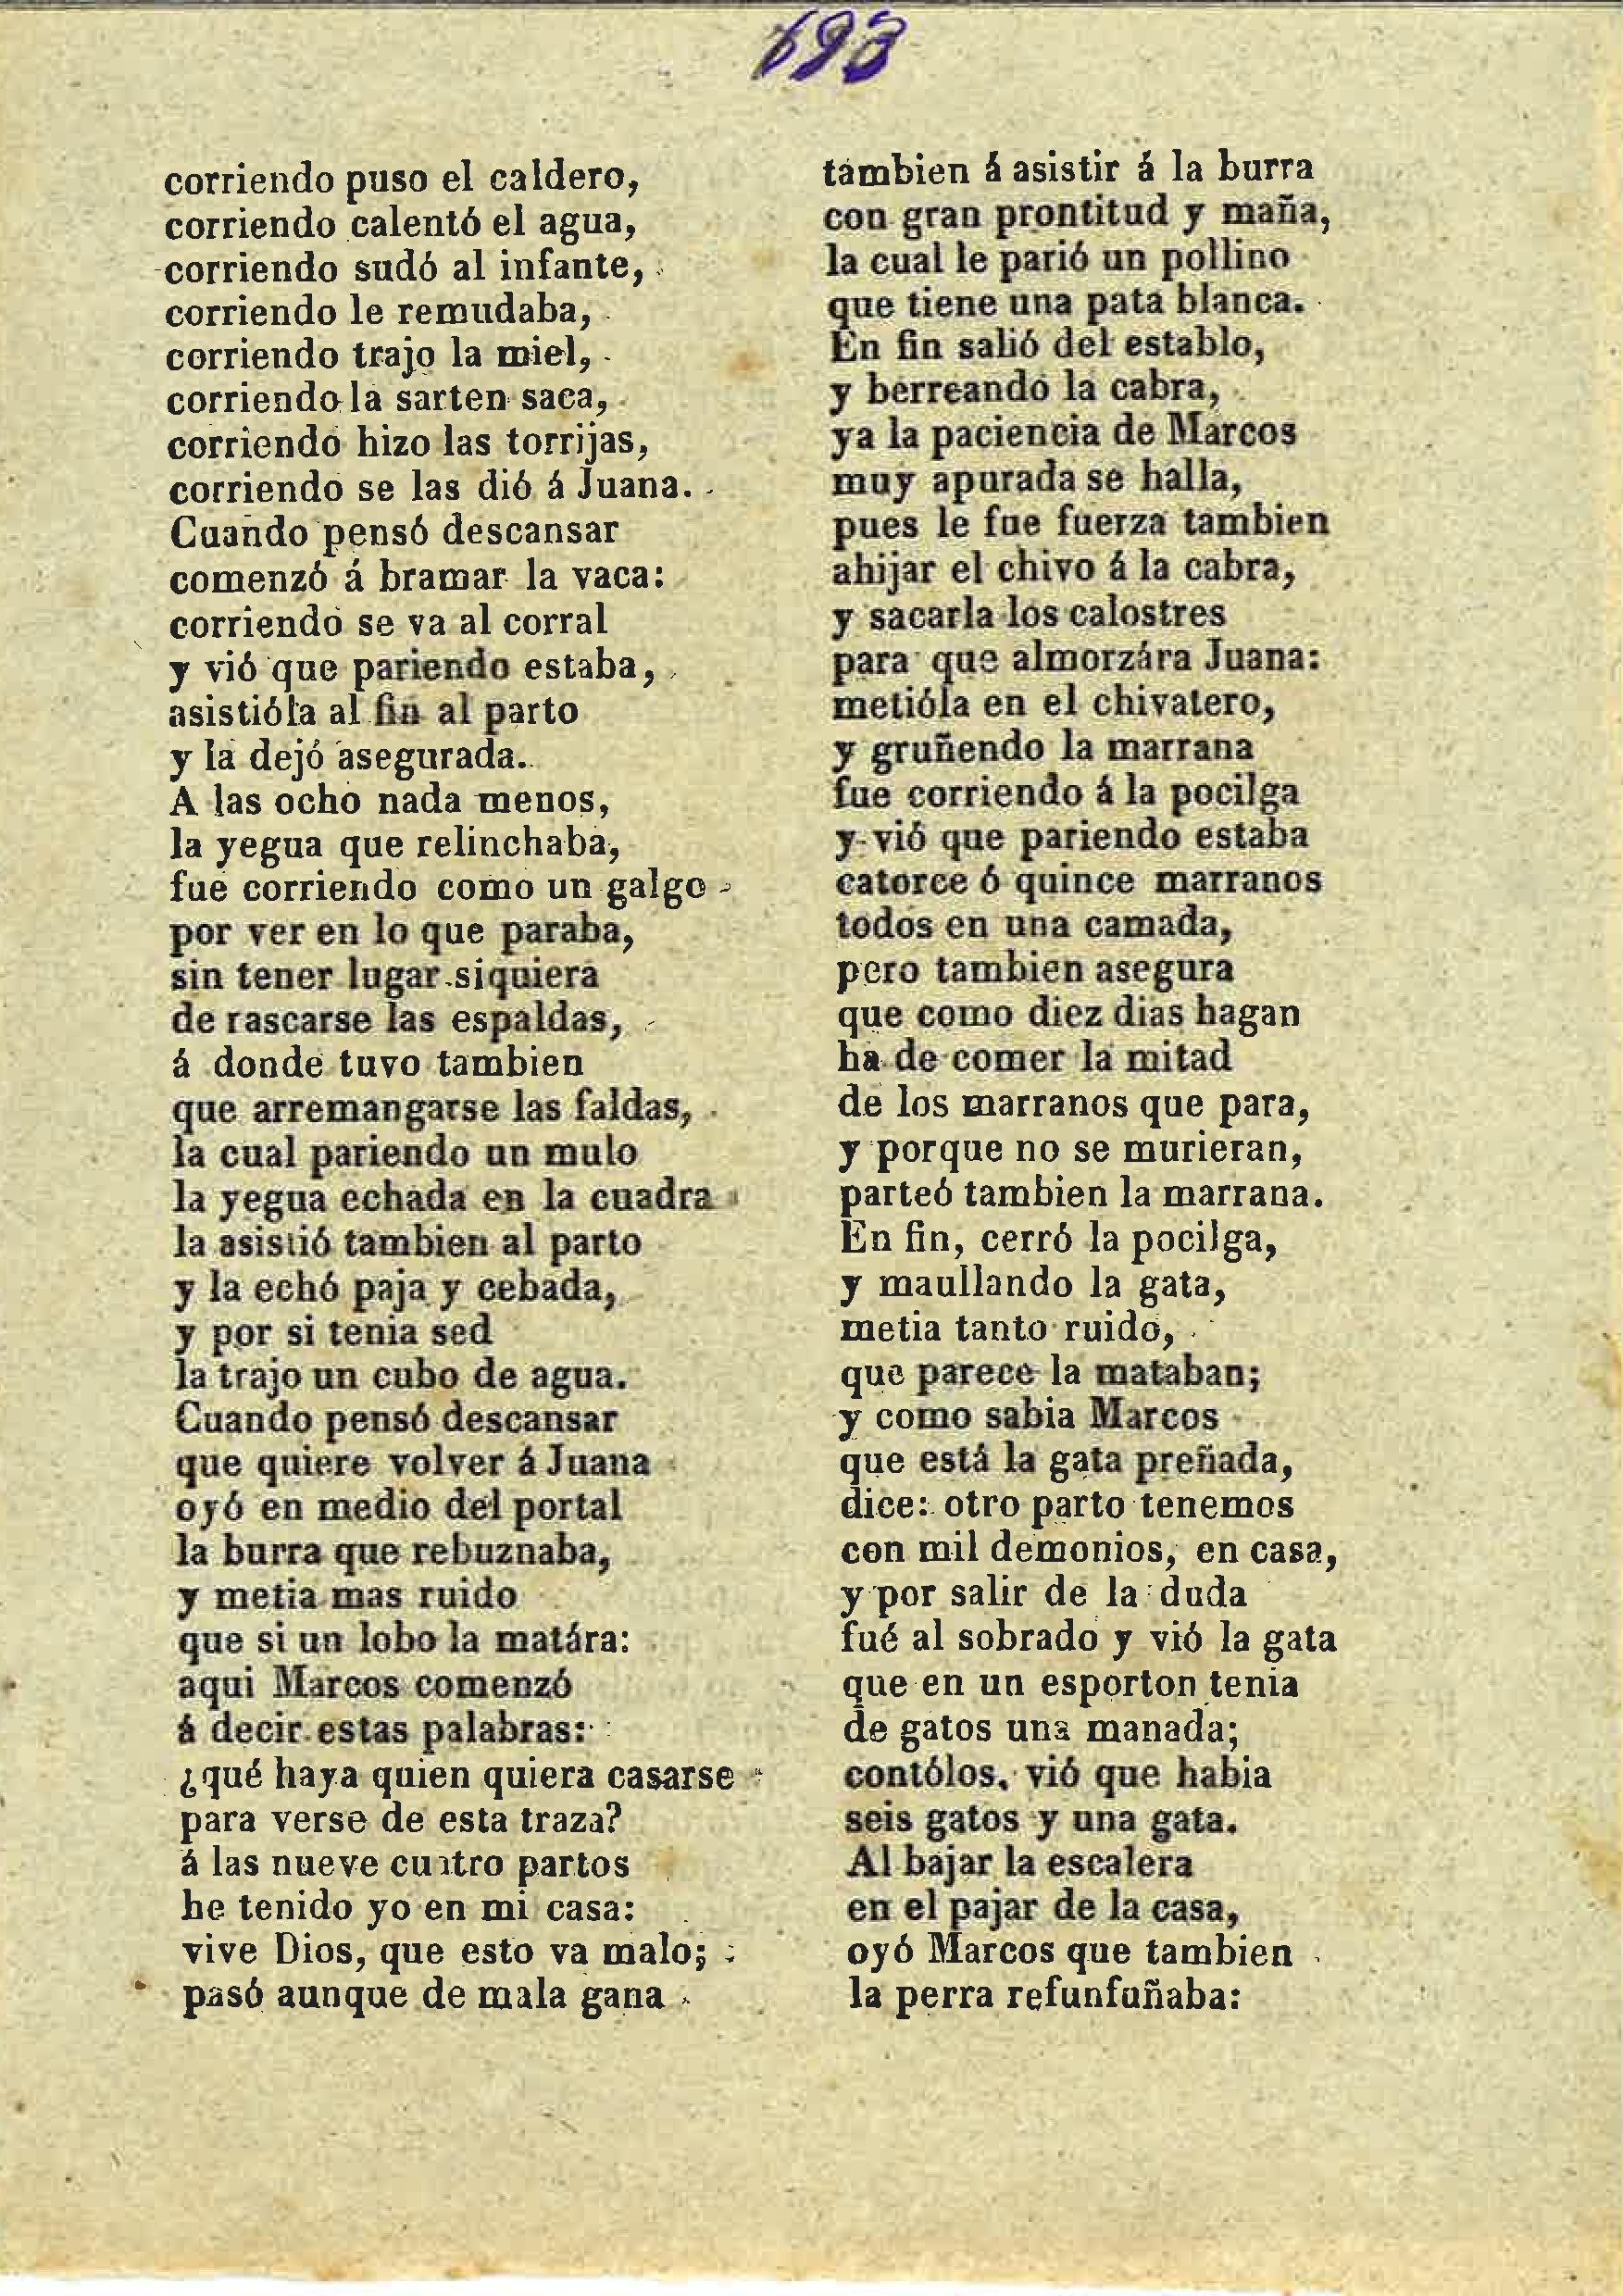 693
corriendo puso el caldero,
corriendo calentó el agua,
corriendo sudó al infante,
corriendo le remudaba,
corriendo trajo la miel,
corriendo la sarten saca,
corriendo hizo las torrijas,
corriendo se las dió á Juana.
Cuando pensó descansar
comenzó á bramar la vaca:
corriendo se va al corral
y vió que pariendo estaba,
asistióla al fin al parto
y la dejó asegurada.
A las ocho nada menos,
la yegua que relinchaba,
fue corriendo como un galgo
por ver en lo que paraba,
sin tener lugar siquiera
de rascarse las espaldas,
á donde tuvo tambien
que arremangarse las faldas,
la cual pariendo un mulo
la yegua echada en la cuadra
la asistió tambien al parto
y la echó paja y cebada,
y por si tenia sed
la trajo un cubo de agua.
Cuando pensó descansar
que quiere volver á Juana
oyó en medio del portal
la burra que rebuznaba,
y metia mas ruido
que si un lobo la matára:
aqui Marcos comenzó
á decir estas palabras:
¿qué haya quien quiera casarse
para verse de esta traza?
á las nueve cuatro partos
he tenido yo en mi casa:
vive Dios, que esto va malo;
pasó aunque de mala gana
tambien á asistir á la burra
con gran prontitud y maña,
la cual le parió un pollino
que tiene una pata blanca.
En fin salió del establo,
y berreando la cabra,
ya la paciencia de Marcos
muy apurada se halla,
pues le fue fuerza tambien
ahijar el chivo á la cabra,
y sacarla los calostres
para que almorzára Juana:
metióla en el chivatero,
y gruñendo la marrana
fue corriendo á la pocilga
y vió que pariendo estaba
catorce ó quince marranos
todos en una camada,
pero tambien asegura
que como diez dias hagan
ha de comer la mitad
de los marranos que para,
y porque no se murieran,
parteó tambien la marrana.
En fin, cerró la pocilga,
y maullando la gata,
metia tanto ruido,
que parece la mataban;
y como sabia Marcos
que está la gata preñada,
dice: otro parto tenemos
con mil demonios, en casa,
y por salir de la duda
fué al sobrado y vió la gata
que en un esporton tenia
de gatos una manada;
contólos, vió que habia
seis gatos y una gata.
Al bajar la escalera
en el pajar de la casa,
oyó Marcos que tambien
la perra refunfuñaba: